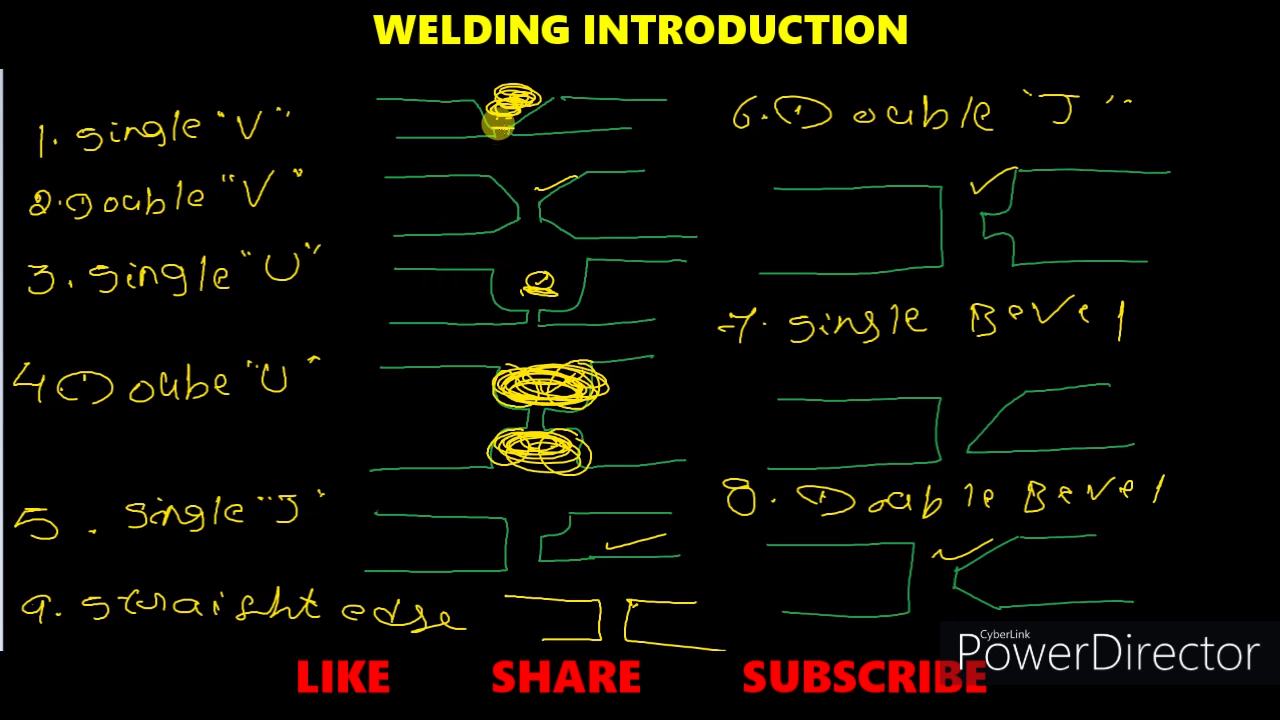 WELDING INTRODUCTION
1. single "V"
2. Double "V"
3. single "U"
4 Doube "U"
5. single "J"
9. straight edge
6. Double "J"
7. single Bevel
8. Double Bevel
CyberLink
PowerDirector
LIKE SHARE SUBSCRIBE